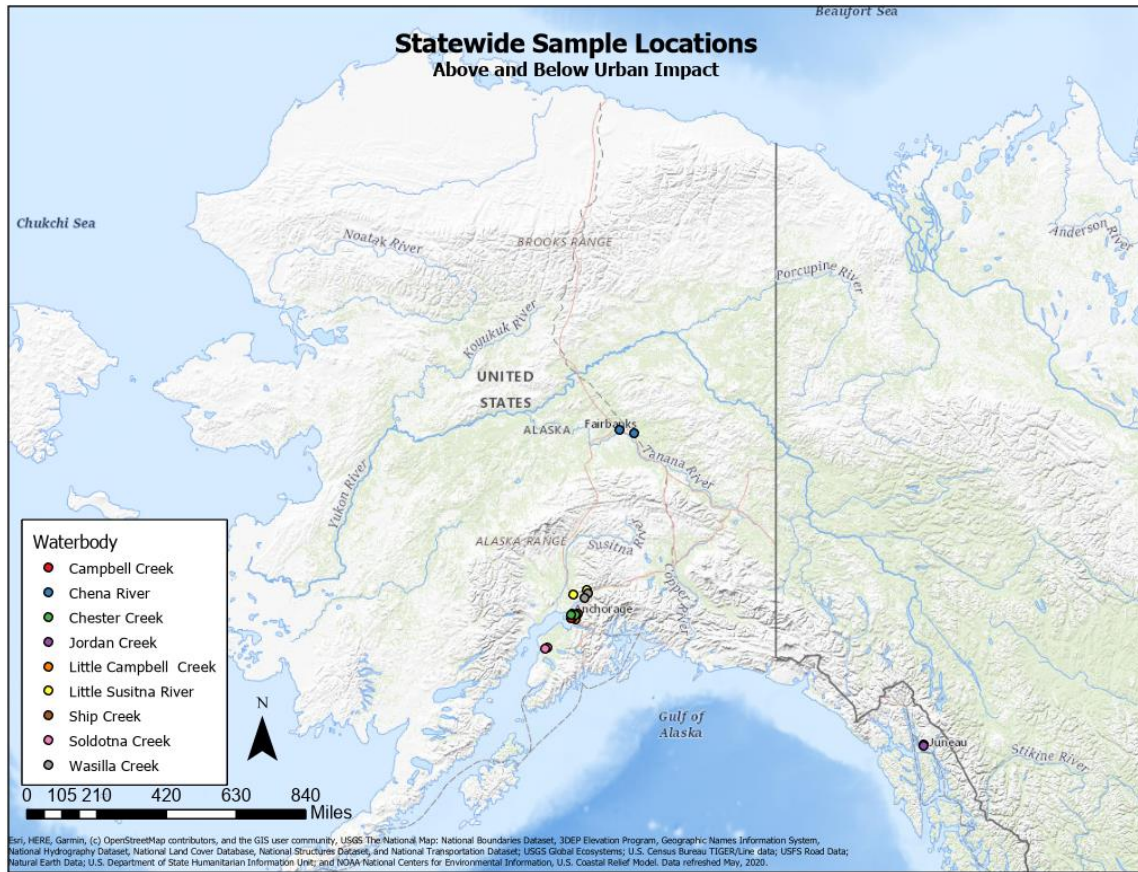 Beaufort Sea
Statewide Sample Locations
Above and Below Urban Impact
Chukchi Sea
Noatak River
BROOKS RANGE
Anderson River
Porcupine River
Koyukuk River
UNITED
STATES
ALASKA
Fairbanks
Tanana River
Yukon River
ALASKA RANGE
Susitna River
Copper River
Anchorage
Gulf of
Alaska
Juneau
Stikine River
Waterbody
Campbell Creek
Chena River
Chester Creek
Jordan Creek
Little Campbell Creek
Little Susitna River
Ship Creek
Soldotna Creek
Wasilla Creek
N
0 105 210 420 630 840
Miles
Esri, HERE, Garmin, (c) OpenStreetMap contributors, and the GIS user community, USGS The National Map: National Boundaries Dataset, 3DEP Elevation Program, Geographic Names Information System,
National Hydrography Dataset, National Land Cover Database, National Structures Dataset, and National Transportation Dataset; USGS Global Ecosystems; U.S. Census Bureau TIGER/Line data; USFS Road Data;
Natural Earth Data; U.S. Department of State Humanitarian Information Unit; and NOAA National Centers for Environmental Information, U.S. Coastal Relief Model. Data refreshed May, 2020.